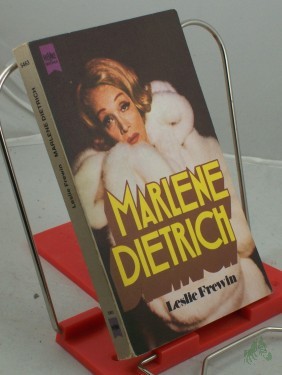 MARLENE
DIETRICH
Leslie Frewin
Leslie Frewin MARLENE DIETRICH